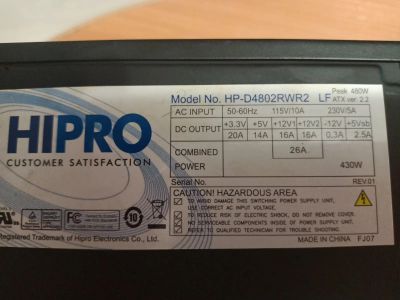 Model No. HP-D4802RWR2 LF Peak 480W
ATX ver. 2.2
AC INPUT 50-60Hz 115V/10A 230V/5A
DC OUTPUT +3.3V +5V +12V1 +12V2 -12V +5Vsb
20A 14A 16A 16A 0.3A 2.5A
COMBINED 26A
POWER 430W
Serial No. REV:01
HIPRO
CUSTOMER SATISFACTION
CAUTION! HAZARDOUS AREA
TO AVOID DAMAGE THIS SWITCHING POWER SUPPLY UNIT,
USE CORRECT AC INPUT VOLTAGE.
TO REDUCE RISK OF ELECTRIC SHOCK, DO NOT REMOVE COVER.
NO SERVICEABLE COMPONENTS INSIDE OF POWER SUPPLY UNIT.
REFER TO QUALIFIED TECHNICIAN FOR TROUBLE SHOOTING.
MADE IN CHINA FJ07
Registered Trademark of Hipro Electronics Co., Ltd.